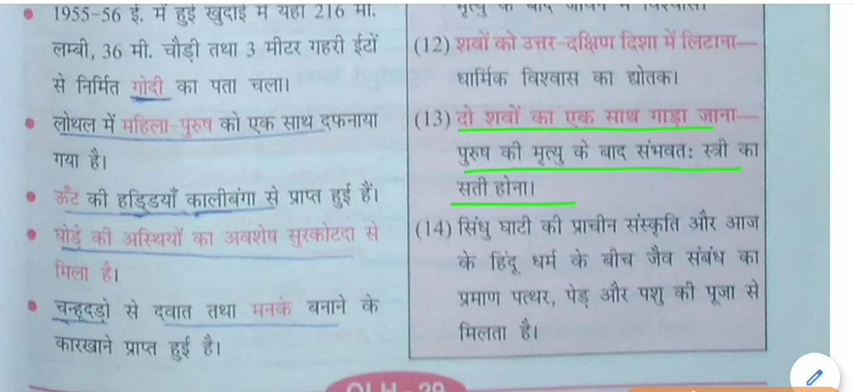 1955-56 ई. में हुई खुदाई में यहाँ 216 मी.
लम्बी, 36 मी. चौड़ी तथा 3 मीटर गहरी ईटों
से निर्मित गोदी का पता चला।
लोथल में महिला-पुरुष को एक साथ दफनाया
गया है।
ऊँट की हड्डियाँ कालीबंगा से प्राप्त हुई हैं।
घोड़े की अस्थियों का अवशेष सुरकोटदा से
मिला है।
चन्हूदड़ो से दवात तथा मनके बनाने के
कारखाने प्राप्त हुई है।
मृत्यु के बाद जीवन में विश्वास।
(12) शवों को उत्तर-दक्षिण दिशा में लिटाना—
धार्मिक विश्वास का द्योतक।
(13) दो शवों का एक साथ गाड़ा जाना—
पुरुष की मृत्यु के बाद संभवतः स्त्री का
सती होना।
(14) सिंधु घाटी की प्राचीन संस्कृति और आज
के हिंदू धर्म के बीच जैव संबंध का
प्रमाण पत्थर, पेड़ और पशु की पूजा से
मिलता है।